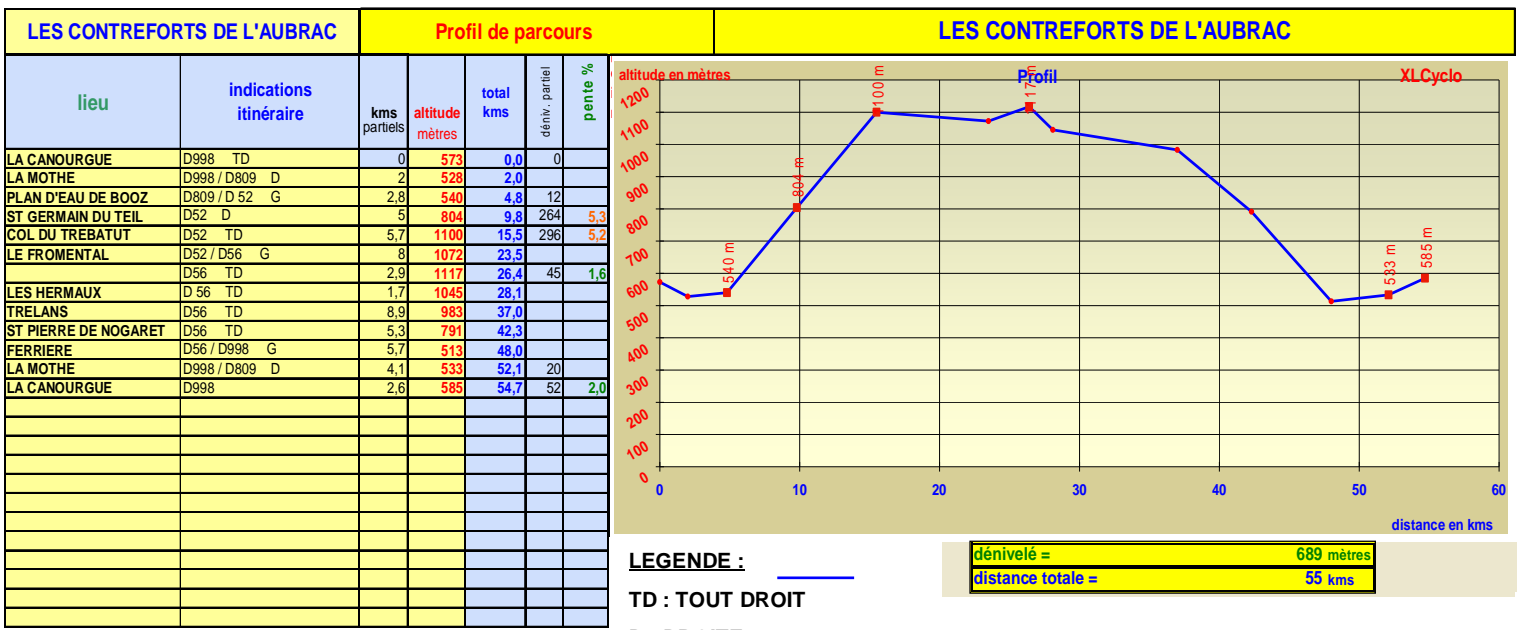 LES CONTREFORTS DE L'AUBRAC Profil de parcours LES CONTREFORTS DE L'AUBRAC
lieu indications itinéraire kms partiels altitude mètres total kms déniv. partiel pente %
LA CANOURGUE D998 TD 0 573 0,0 0
LA MOTHE D998 / D809 D 2 528 2,0
PLAN D'EAU DE BOOZ D809 / D 52 G 2,8 540 4,8 12
ST GERMAIN DU TEIL D52 D 5 804 9,8 264 5,3
COL DU TREBATUT D52 TD 5,7 1100 15,5 296 5,2
LE FROMENTAL D52 / D56 G 8 1072 23,5
D56 TD 2,9 1117 26,4 45 1,6
LES HERMAUX D 56 TD 1,7 1045 28,1
TRELANS D56 TD 8,9 983 37,0
ST PIERRE DE NOGARET D56 TD 5,3 791 42,3
FERRIERE D56 / D998 G 5,7 513 48,0
LA MOTHE D998 / D809 D 4,1 533 52,1 20
LA CANOURGUE D998 2,6 585 54,7 52 2,0
altitude en mètres Profil XLCyclo
1200
1100
1000
900
800
700
600
500
400
300
200
100
0
540 m
804 m
100 m
533 m
585 m
0 10 20 30 40 50 60
distance en kms
LEGENDE :
TD : TOUT DROIT
dénivelé = 689 mètres
distance totale = 55 kms